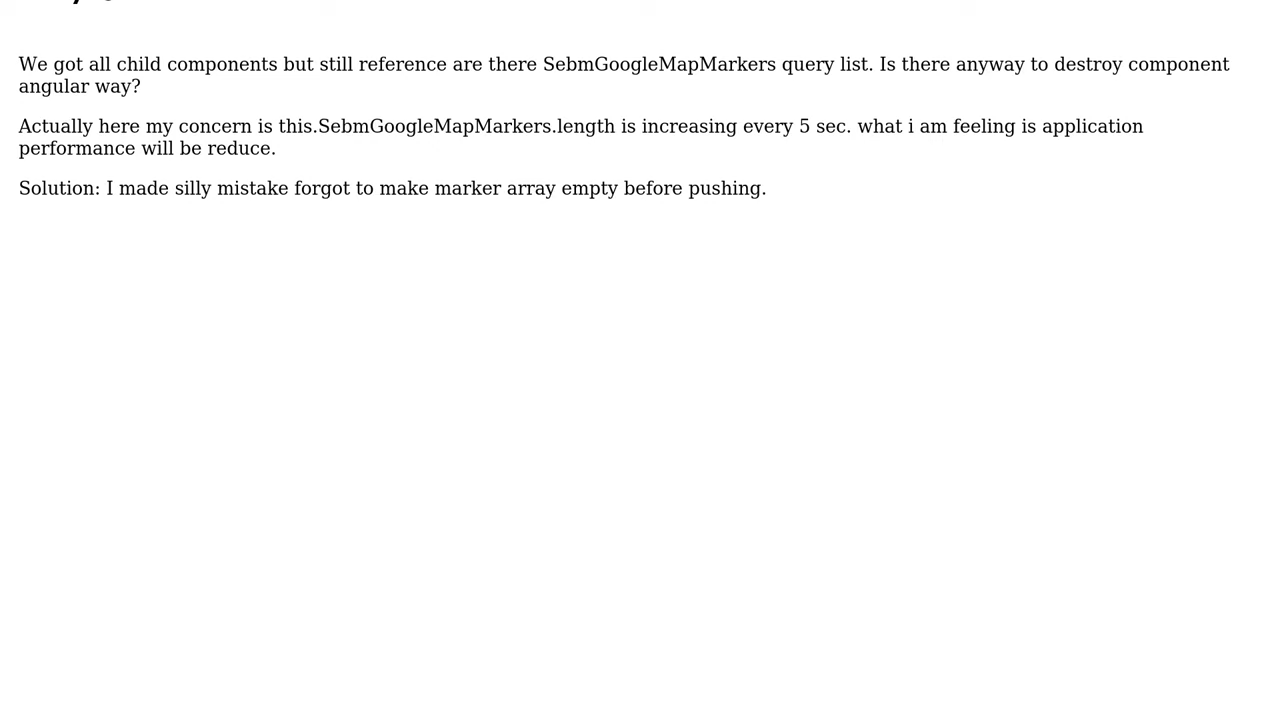 We got all child components but still reference are there SebmGoogleMapMarkers query list. Is there anyway to destroy component
angular way?
Actually here my concern is this.SebmGoogleMapMarkers.length is increasing every 5 sec. what i am feeling is application
performance will be reduce.
Solution: I made silly mistake forgot to make marker array empty before pushing.